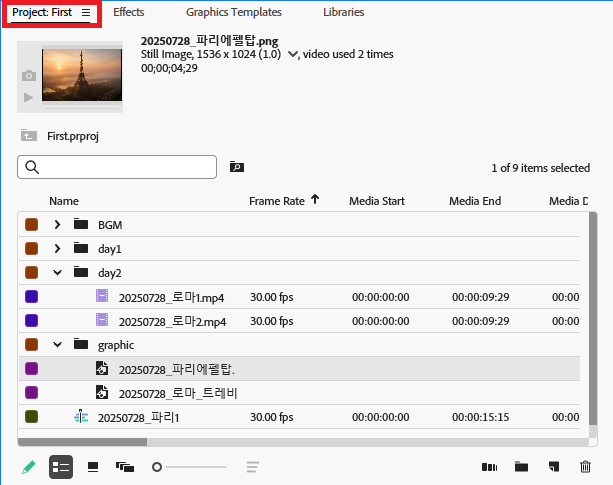 Project: First Effects Graphics Templates Libraries
20250728_파리에펠탑.png
Still Image, 1536 x 1024 (1.0) , video used 2 times
00;00;04;29
First.prproj
1 of 9 items selected
Name Frame Rate Media Start Media End Media D
BGM
day1
day2
20250728_로마1.mp4 30.00 fps 00:00:00:00 00:00:09:29 00:00
20250728_로마2.mp4 30.00 fps 00:00:00:00 00:00:09:29 00:00
graphic
20250728_파리에펠탑.
20250728_로마_트레비
20250728_파리1 30.00 fps 00:00:00:00 00:00:15:15 00:00